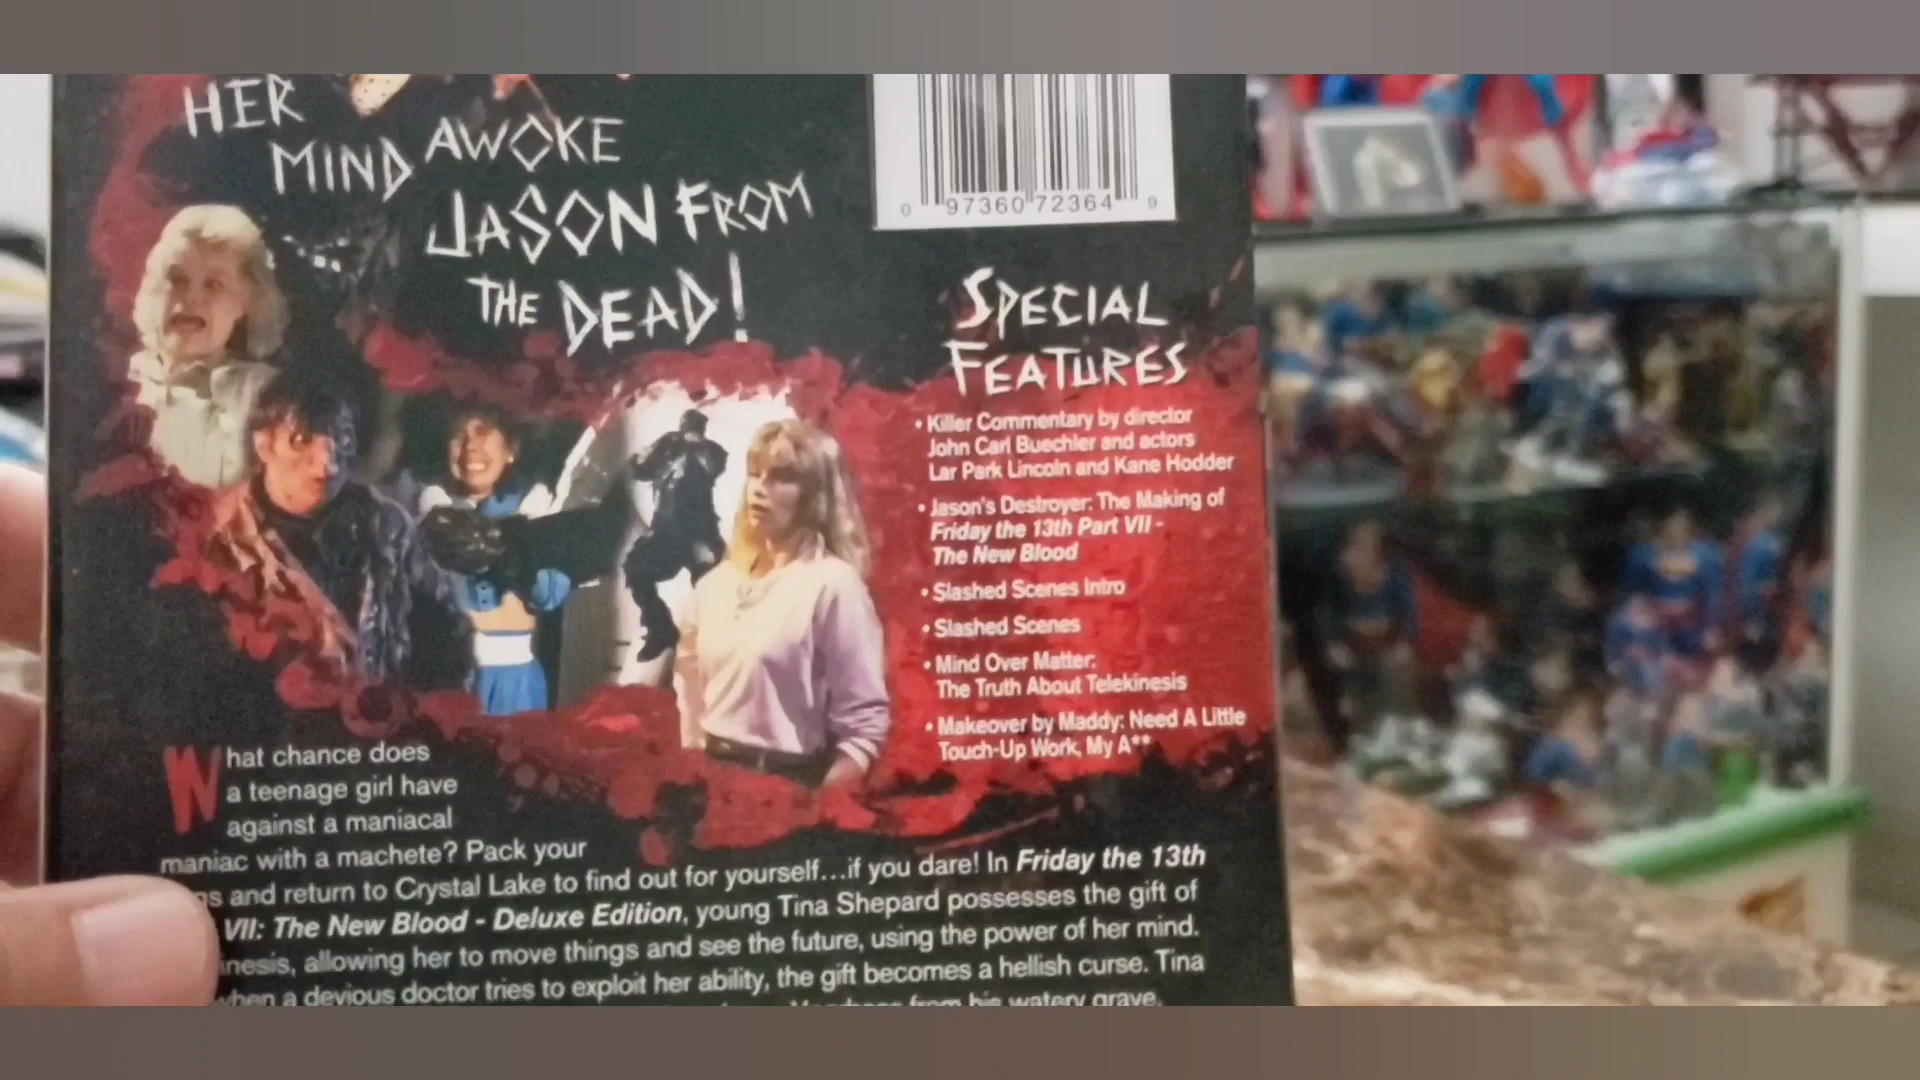 HER
MIND AWOKE
JASON FROM
THE DEAD!
0 97360 72364 9
SPECIAL
FEATURES
• Killer Commentary by director
John Carl Buechler and actors
Lar Park Lincoln and Kane Hodder
• Jason's Destroyer: The Making of
Friday the 13th Part VII -
The New Blood
• Slashed Scenes Intro
• Slashed Scenes
• Mind Over Matter:
The Truth About Telekinesis
• Makeover by Maddy: Need A Little
Touch-Up Work, My A**
What chance does
a teenage girl have
against a maniacal
maniac with a machete? Pack your
and return to Crystal Lake to find out for yourself...if you dare! In Friday the 13th
VII: The New Blood - Deluxe Edition, young Tina Shepard possesses the gift of
inesis, allowing her to move things and see the future, using the power of her mind.
when a devious doctor tries to exploit her ability, the gift becomes a hellish curse. Tina
from his watery grave,